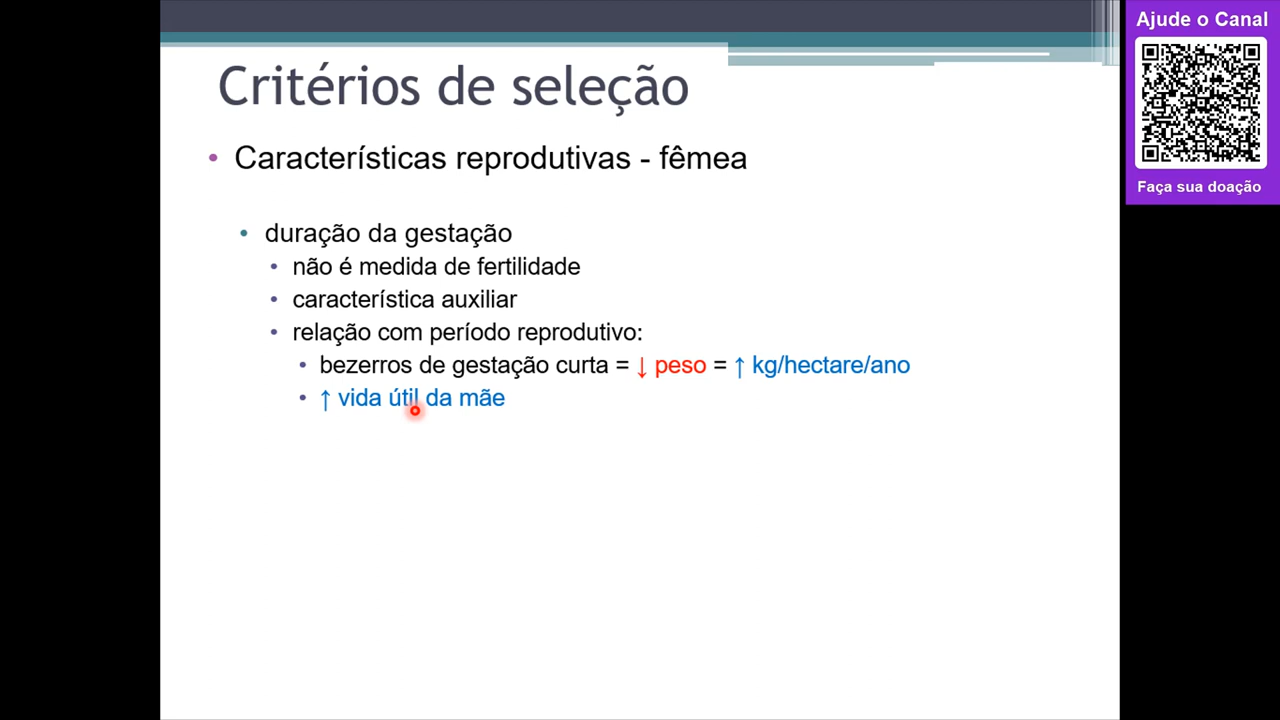 Ajude o Canal
Critérios de seleção
• Características reprodutivas - fêmea
Faça sua doação
• duração da gestação
• não é medida de fertilidade
• característica auxiliar
• relação com período reprodutivo:
• bezerros de gestação curta = ↓ peso = ↑ kg/hectare/ano
• ↑ vida útil da mãe